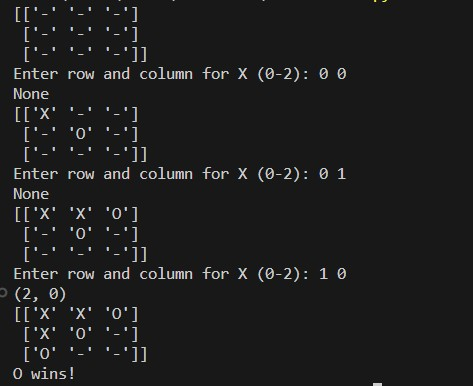 [['-' '-' '-']
 ['-' '-' '-']
 ['-' '-' '-']]
Enter row and column for X (0-2): 0 0
None
[['X' '-' '-']
 ['-' 'O' '-']
 ['-' '-' '-']]
Enter row and column for X (0-2): 0 1
None
[['X' 'X' 'O']
 ['-' 'O' '-']
 ['-' '-' '-']]
Enter row and column for X (0-2): 1 0
(2, 0)
[['X' 'X' 'O']
 ['X' 'O' '-']
 ['O' '-' '-']]
O wins!